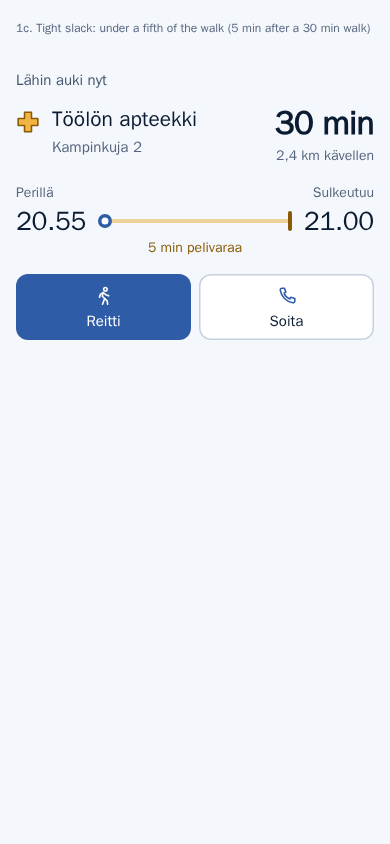 1c. Tight slack: under a fifth of the walk (5 min after a 30 min walk)
Lähin auki nyt
Töölön apteekki
30 min
Kampinkuja 2
2,4 km kävellen
Perillä
Sulkeutuu
20.55
21.00
5 min pelivaraa
Reitti
Soita